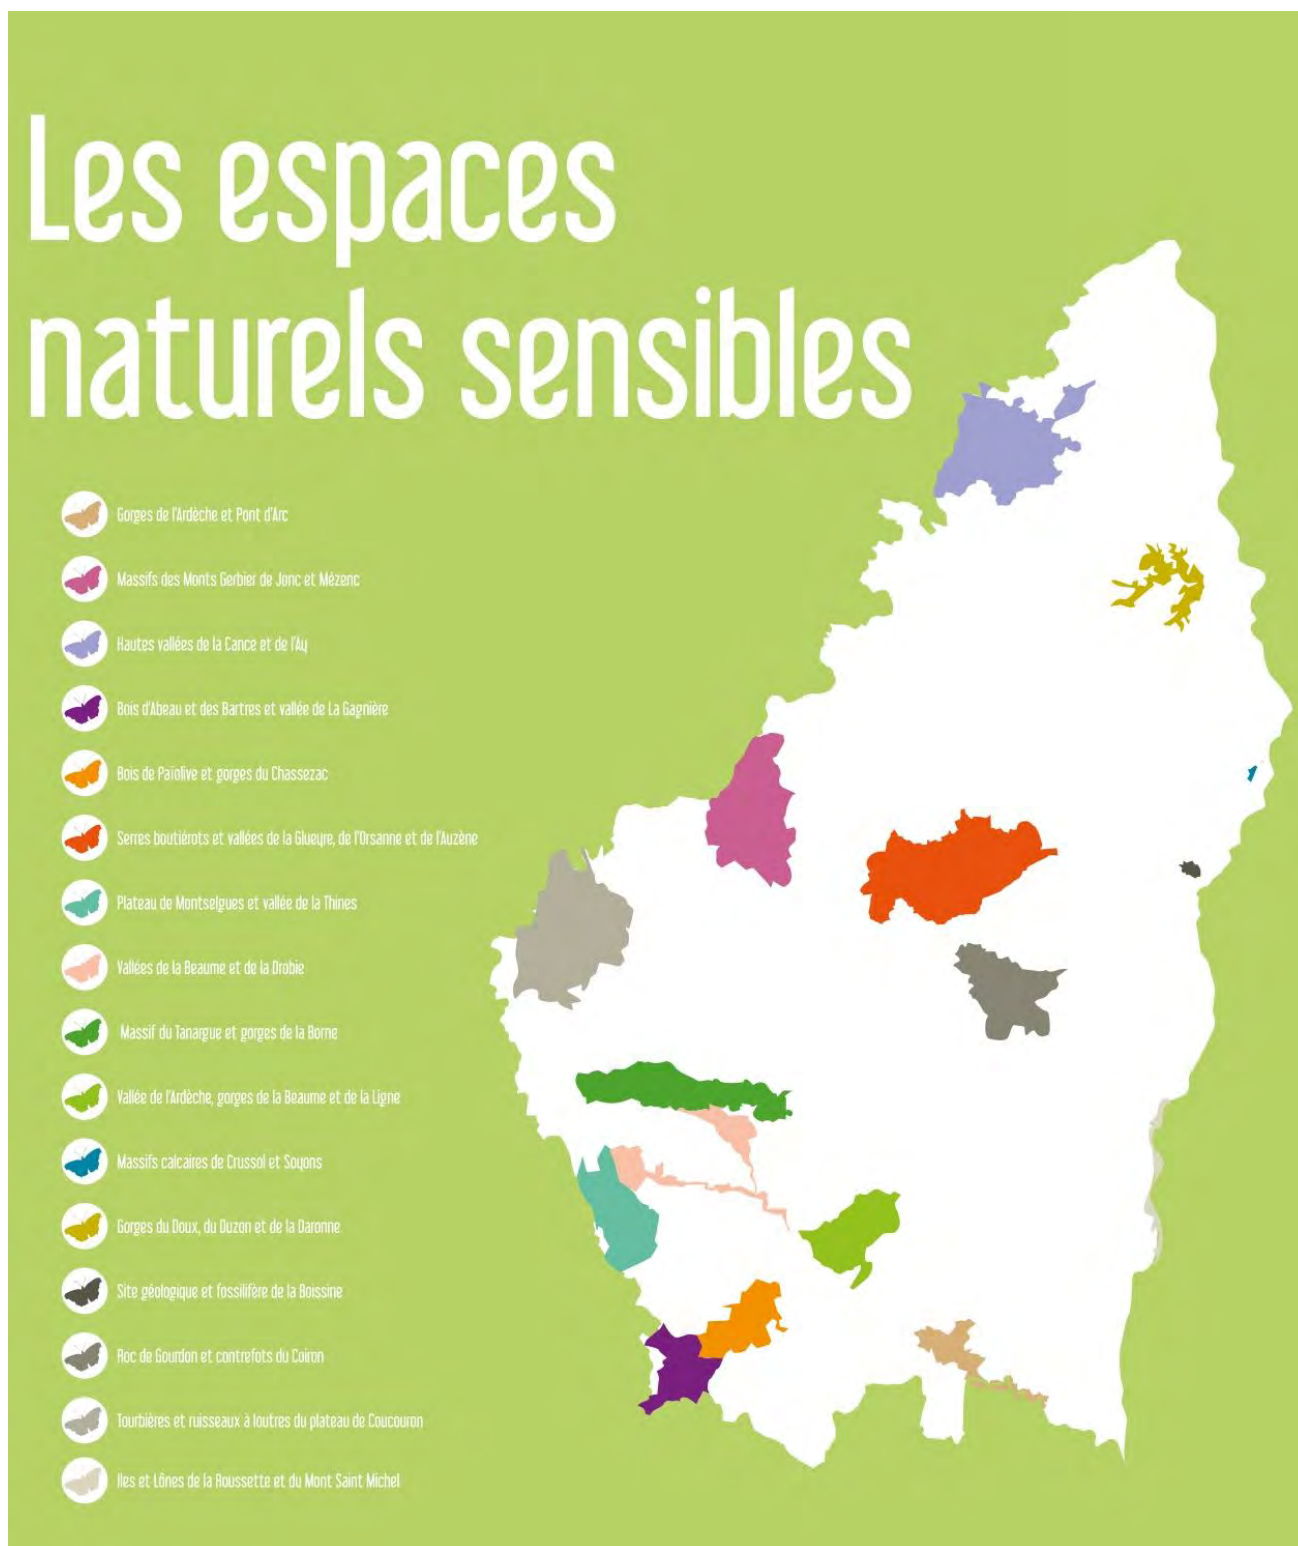 Les espaces
naturels sensibles
Gorges de l'Ardèche et Pont d'Arc
Massifs des Monts Gerbier de Jonc et Mézenc
Hautes vallées de la Cance et de l'Ay
Bois d'Abeau et des Bartres et vallée de La Gagnière
Bois de Païolive et gorges du Chassezac
Serres boutièrots et vallées de la Glueyre, de l'Orsanne et de l'Auzène
Plateau de Montselgues et vallée de la Thines
Vallées de la Beaume et de la Drobie
Massif du Tanargue et gorges de la Borne
Vallée de l'Ardèche, gorges de la Beaume et de la Ligne
Massifs calcaires de Crussol et Soyons
Gorges du Doux, du Duzon et de la Daronne
Site géologique et fossilifère de la Boissine
Roc de Gourdon et contrefots du Coiron
Tourbières et ruisseaux à loutres du plateau de Coucouron
Iles et Lônes de la Roussette et du Mont Saint Michel